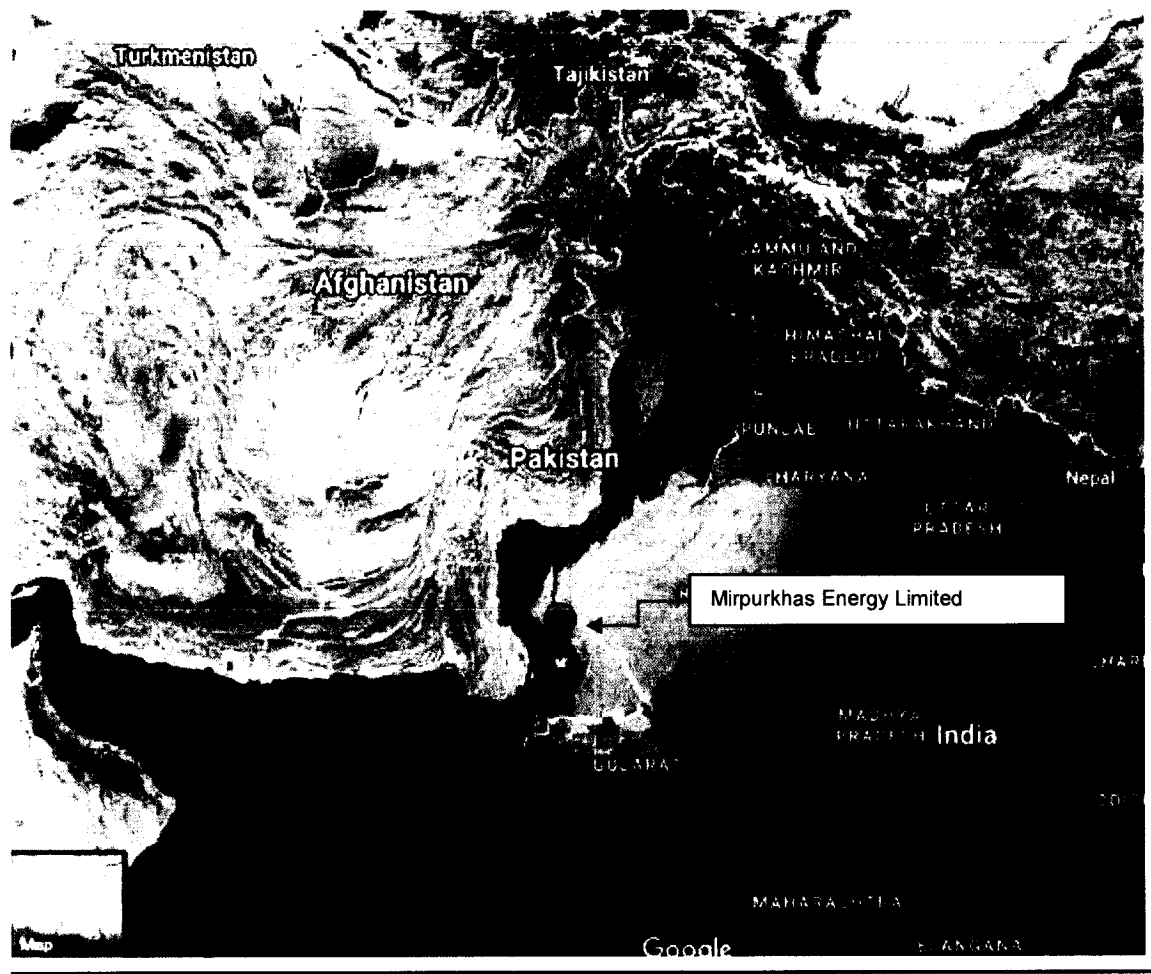 Turkmenistan
Tajikistan
JAMMU AND
KASHMIR
Afghanistan
HIMACHAL
PRADESH
PUNJAB
UTTARAKHAND
Pakistan
HARYANA
Nepal
UTTAR
PRADESH
Mirpurkhas Energy Limited
MADHYA
PRADESH
India
GUJARAT
MAHARASHTRA
Map
Google